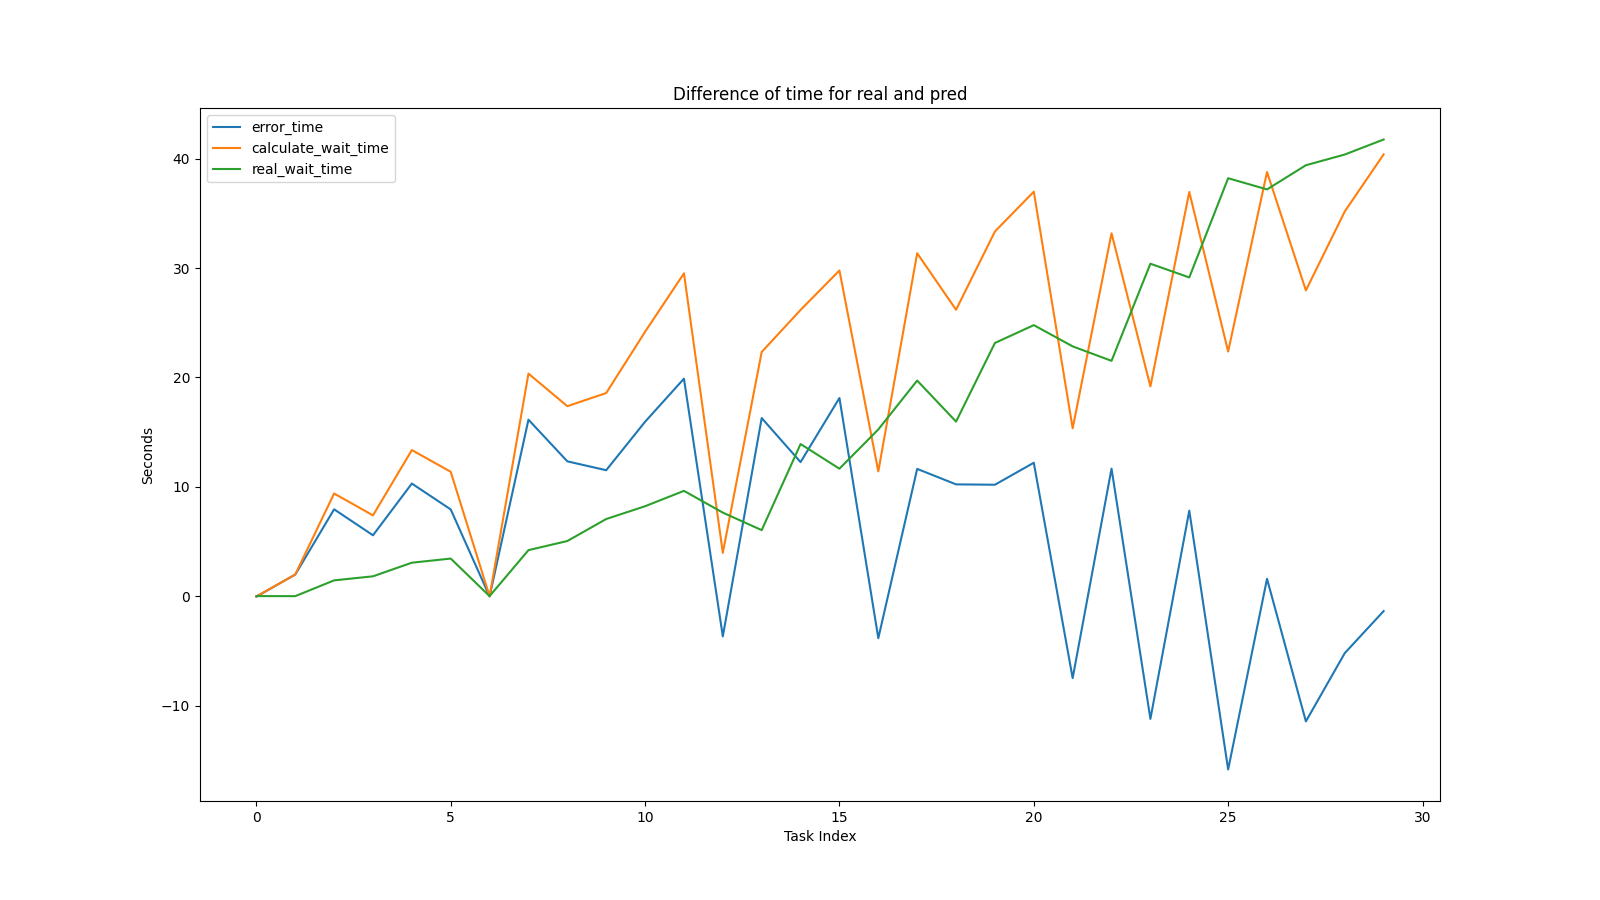 Difference of time for real and pred
error_time
calculate_wait_time
real_wait_time
40
30
20
10
0
−10
Seconds
0 5 10 15 20 25 30
Task Index